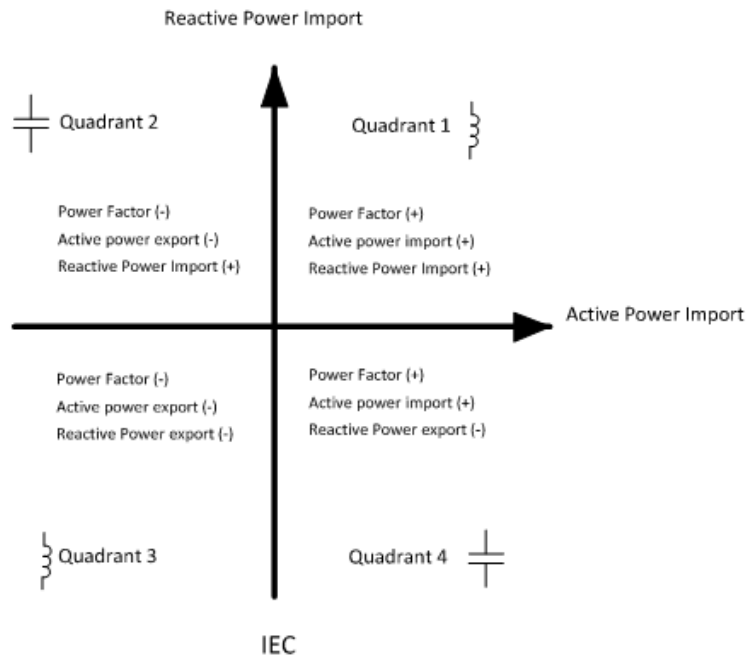 Reactive Power Import
Quadrant 2
Quadrant 1
Power Factor (-)
Active power export (-)
Reactive Power Import (+)
Power Factor (+)
Active power import (+)
Reactive Power Import (+)
Active Power Import
Power Factor (-)
Active power export (-)
Reactive Power export (-)
Power Factor (+)
Active power import (+)
Reactive Power export (-)
Quadrant 3
Quadrant 4
IEC